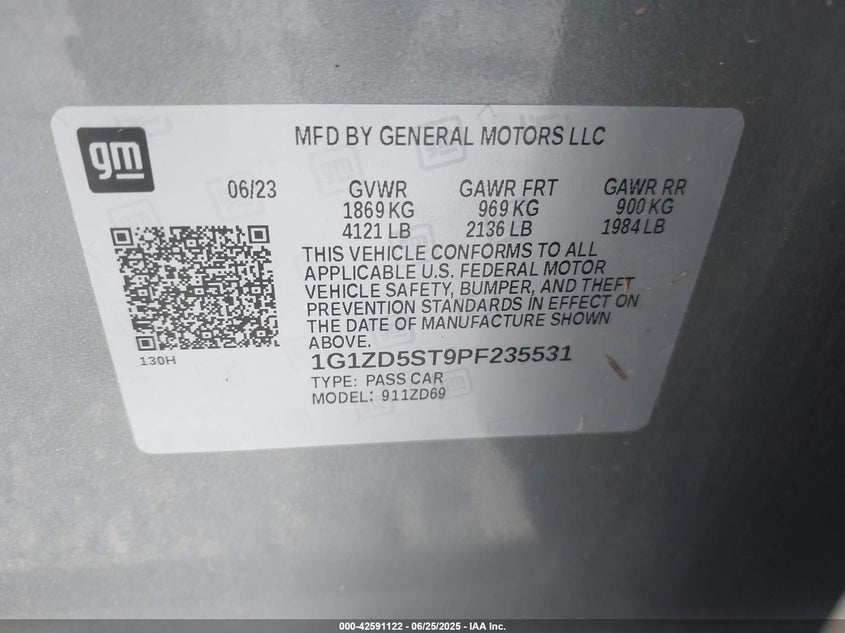 gm
MFD BY GENERAL MOTORS LLC
06/23 GVWR GAWR FRT GAWR RR
1869 KG 969 KG 900 KG
4121 LB 2136 LB 1984 LB
THIS VEHICLE CONFORMS TO ALL
APPLICABLE U.S. FEDERAL MOTOR
VEHICLE SAFETY, BUMPER, AND THEFT
PREVENTION STANDARDS IN EFFECT ON
THE DATE OF MANUFACTURE SHOWN
ABOVE.
130H
1G1ZD5ST9PF235531
TYPE: PASS CAR
MODEL: 911ZD69
000-42591122 - 06/25/2025 - IAA Inc.